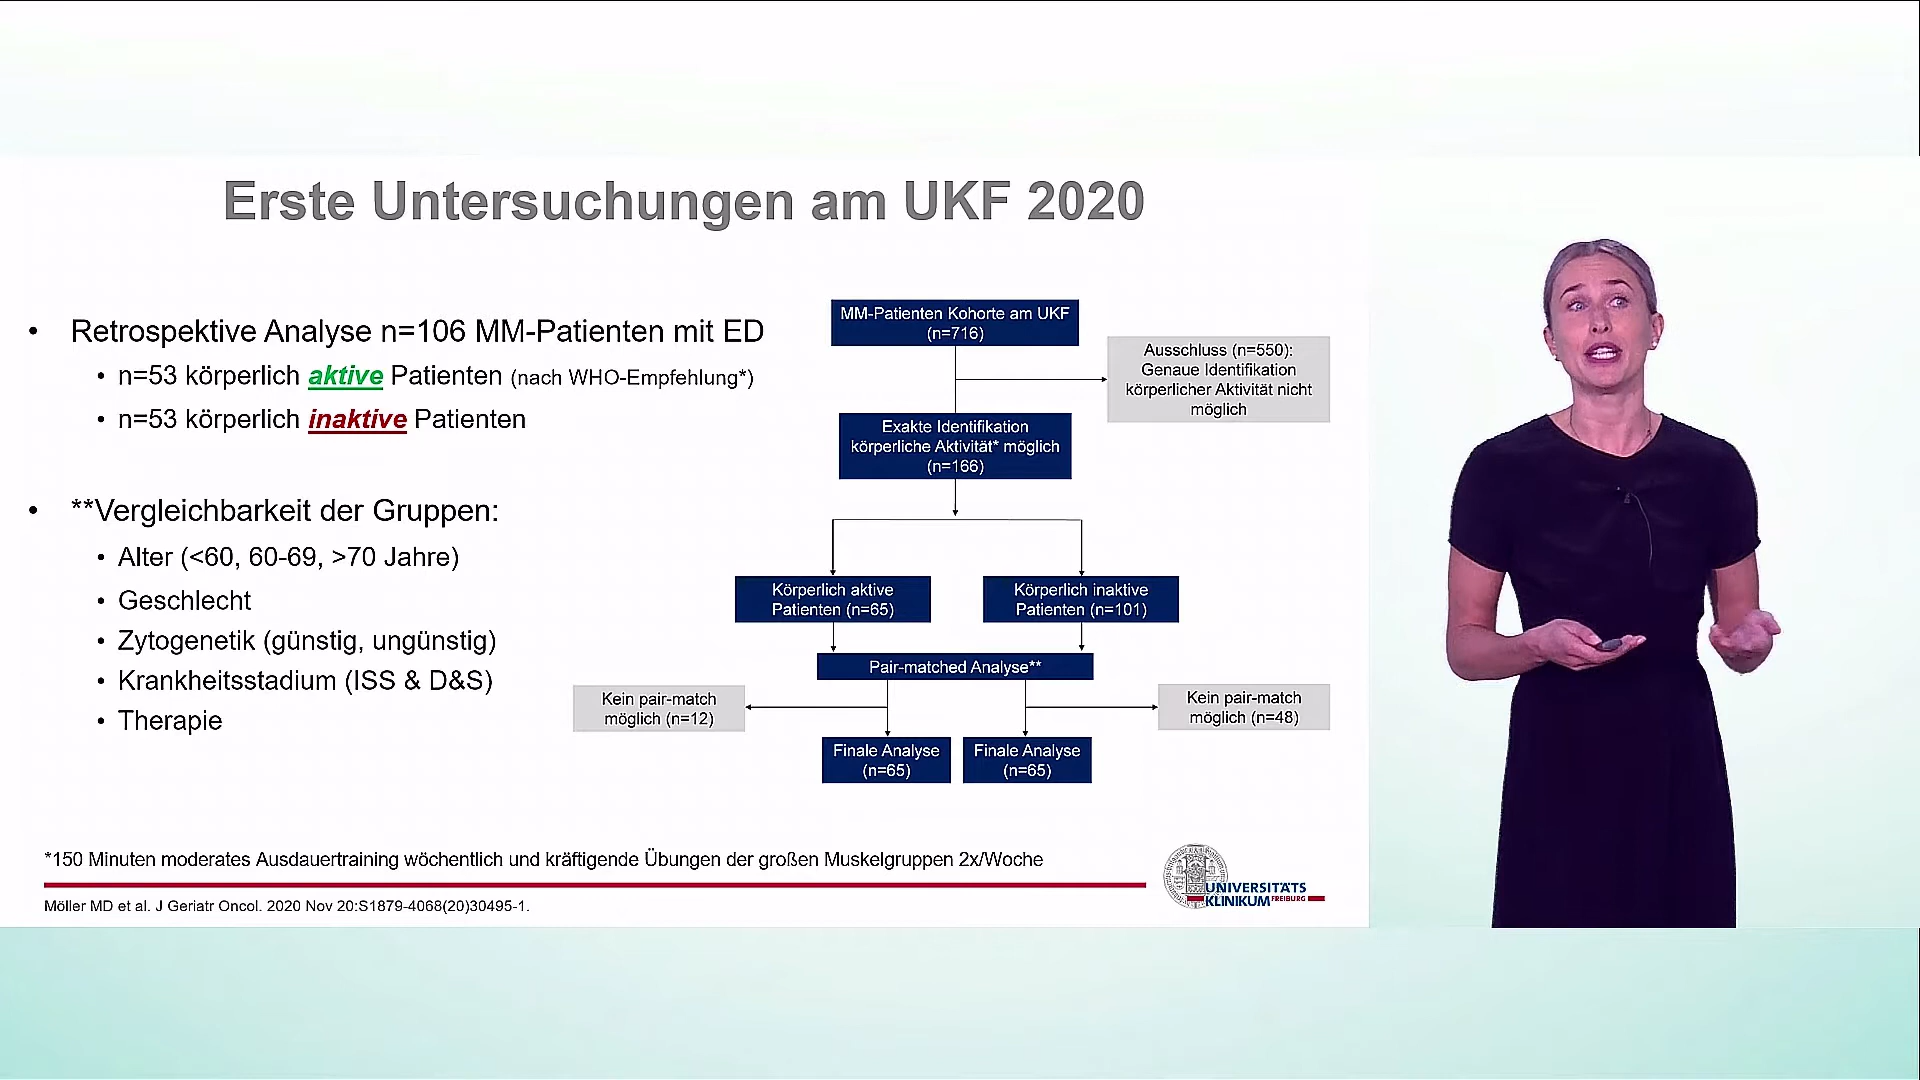 Erste Untersuchungen am UKF 2020
• Retrospektive Analyse n=106 MM-Patienten mit ED
• n=53 körperlich aktive Patienten (nach WHO-Empfehlung*)
• n=53 körperlich inaktive Patienten
• **Vergleichbarkeit der Gruppen:
• Alter (<60, 60-69, >70 Jahre)
• Geschlecht
• Zytogenetik (günstig, ungünstig)
• Krankheitsstadium (ISS & D&S)
• Therapie
MM-Patienten Kohorte am UKF
(n=716)
Ausschluss (n=550):
Genaue Identifikation
körperlicher Aktivität nicht
möglich
Exakte Identifikation
körperliche Aktivität* möglich
(n=166)
Körperlich aktive
Patienten (n=65)
Körperlich inaktive
Patienten (n=101)
Pair-matched Analyse**
Kein pair-match
möglich (n=12)
Kein pair-match
möglich (n=48)
Finale Analyse
(n=65)
Finale Analyse
(n=65)
*150 Minuten moderates Ausdauertraining wöchentlich und kräftigende Übungen der großen Muskelgruppen 2x/Woche
Möller MD et al. J Geriatr Oncol. 2020 Nov 20:S1879-4068(20)30495-1.
UNIVERSITÄTS
KLINIKUM FREIBURG